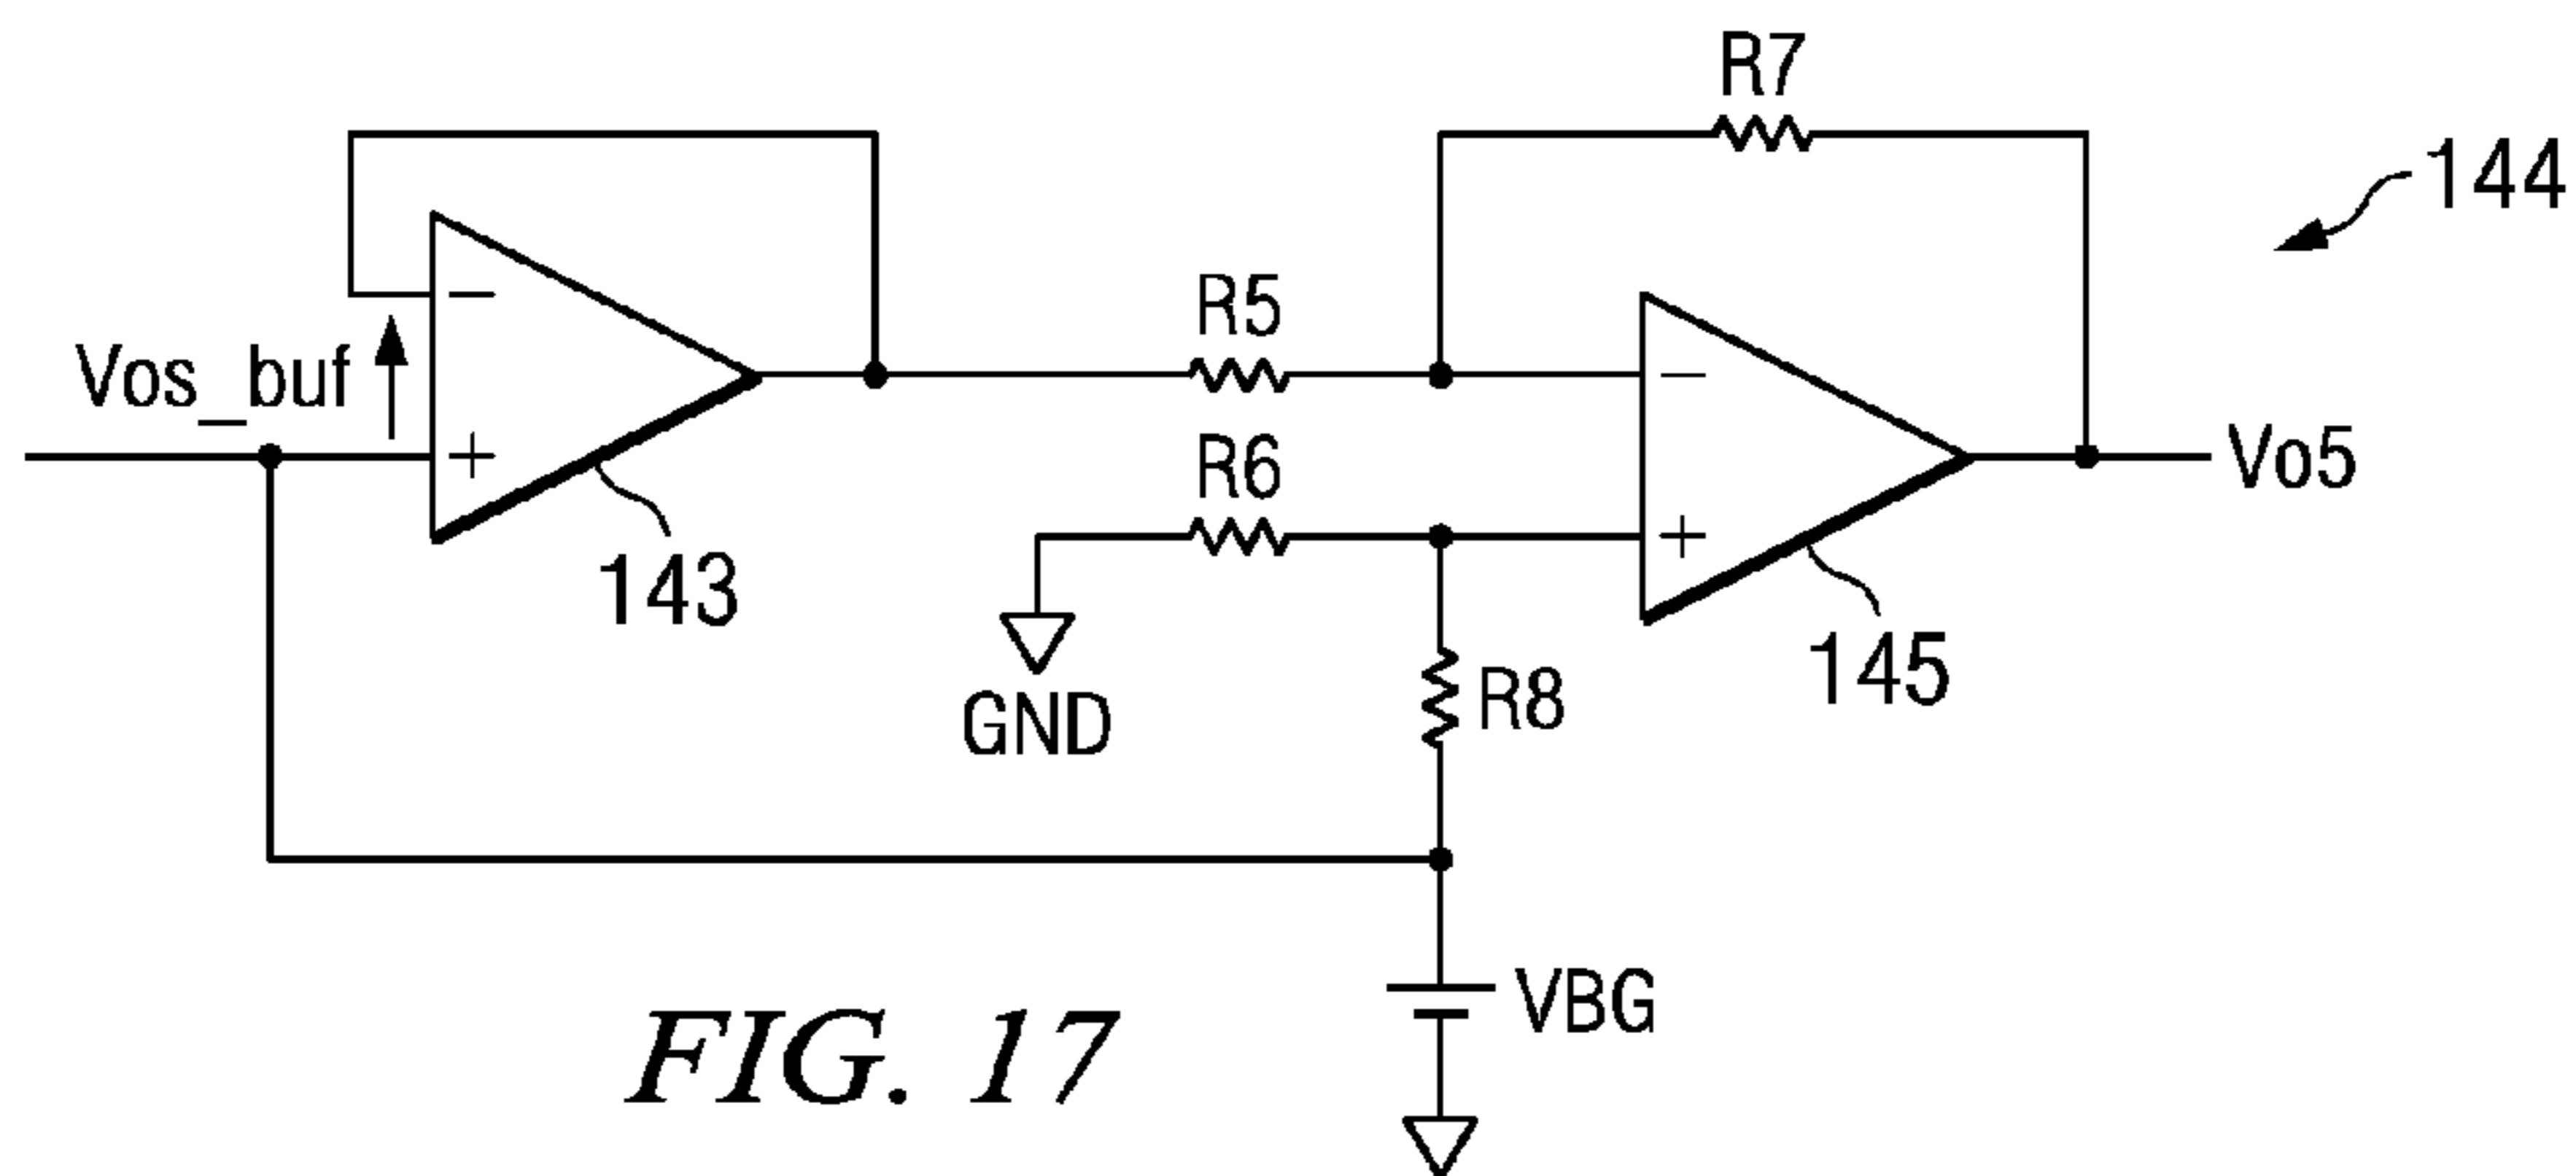 R7
144
R5
Vos_buf
−
+
−
+
R6
Vo5
143
145
R8
GND
VBG
FIG. 17